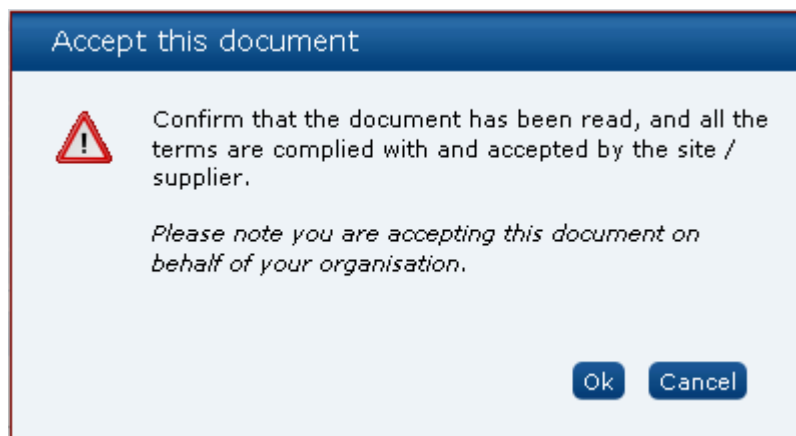 Accept this document
Confirm that the document has been read, and all the
terms are complied with and accepted by the site /
supplier.
Please note you are accepting this document on
behalf of your organisation.
Ok Cancel